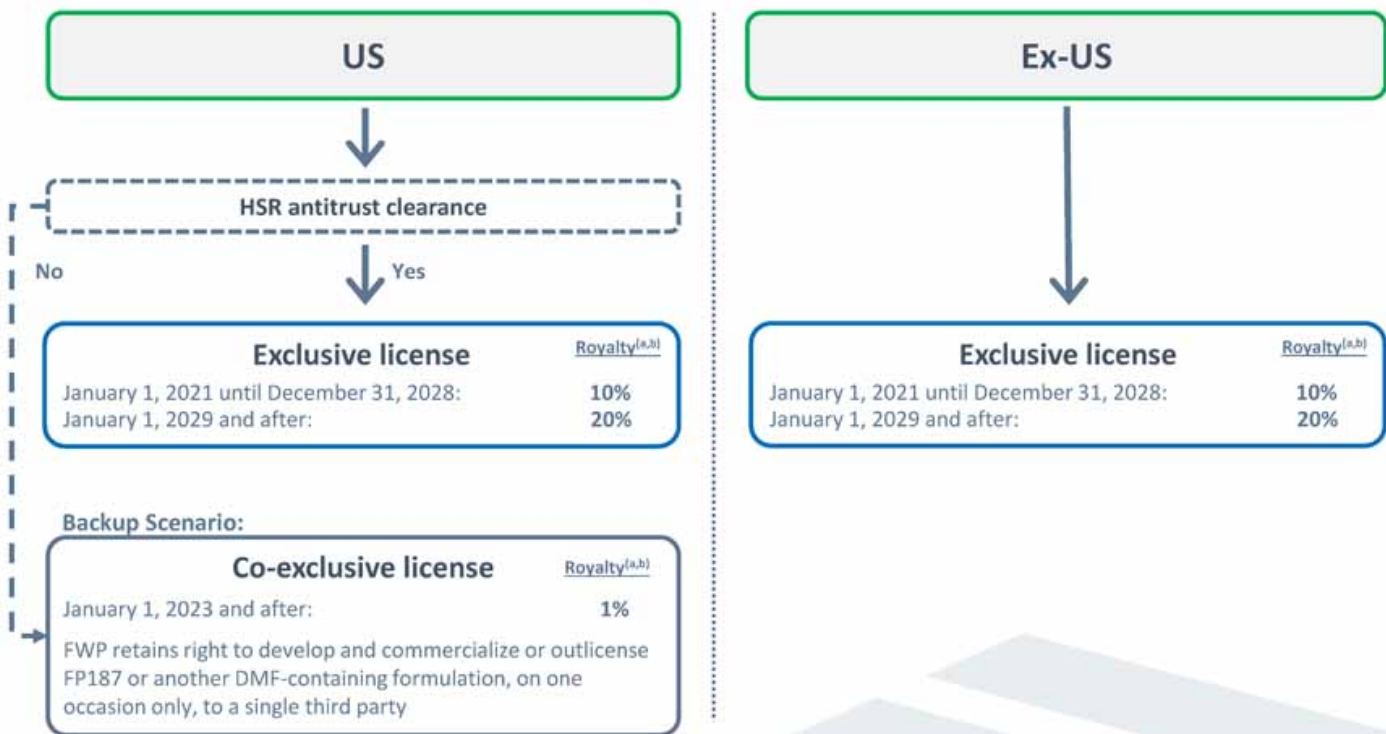 US
HSR antitrust clearance
No
Yes
Exclusive license
Royalty(a,b)
January 1, 2021 until December 31, 2028:
10%
January 1, 2029 and after:
20%
Backup Scenario:
Co-exclusive license
Royalty(a,b)
January 1, 2023 and after:
1%
FWP retains right to develop and commercialize or outlicense
FP187 or another DMF-containing formulation, on one
occasion only, to a single third party
Ex-US
Exclusive license
Royalty(a,b)
January 1, 2021 until December 31, 2028:
10%
January 1, 2029 and after:
20%